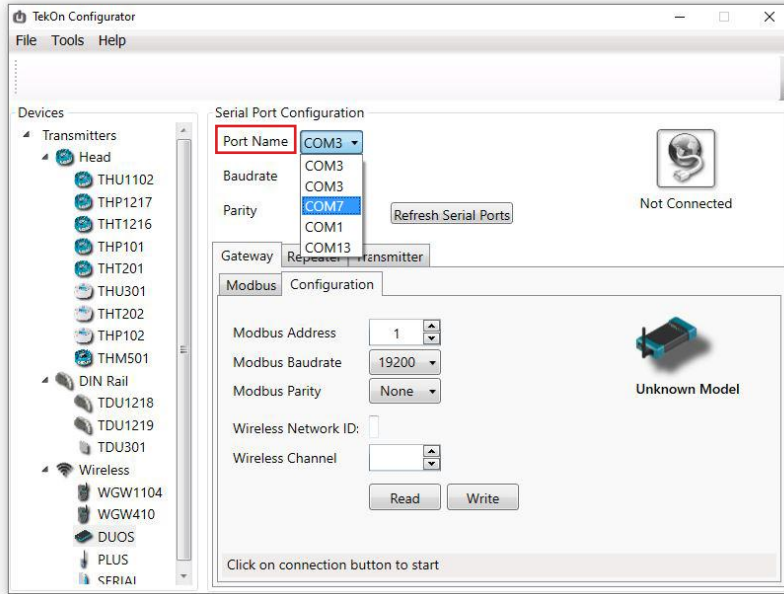 TekOn Configurator
File Tools Help
Devices
Transmitters
Head
THU1102
THP1217
THT1216
THP101
THT201
THU301
THT202
THP102
THM501
DIN Rail
TDU1218
TDU1219
TDU301
Wireless
WGW1104
WGW410
DUOS
PLUS
SERIAL
Serial Port Configuration
Port Name COM3
COM3
COM3
COM7
COM1
COM13
Baudrate
Parity
Refresh Serial Ports
Not Connected
Gateway Repeater Transmitter
Modbus Configuration
Modbus Address 1
Modbus Baudrate 19200
Modbus Parity None
Wireless Network ID:
Wireless Channel
Read Write
Unknown Model
Click on connection button to start